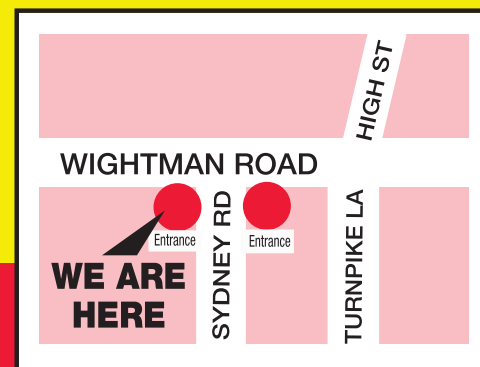 HIGH ST
WIGHTMAN ROAD
Entrance
SYDNEY RD
Entrance
TURNPIKE LA
WE ARE
HERE